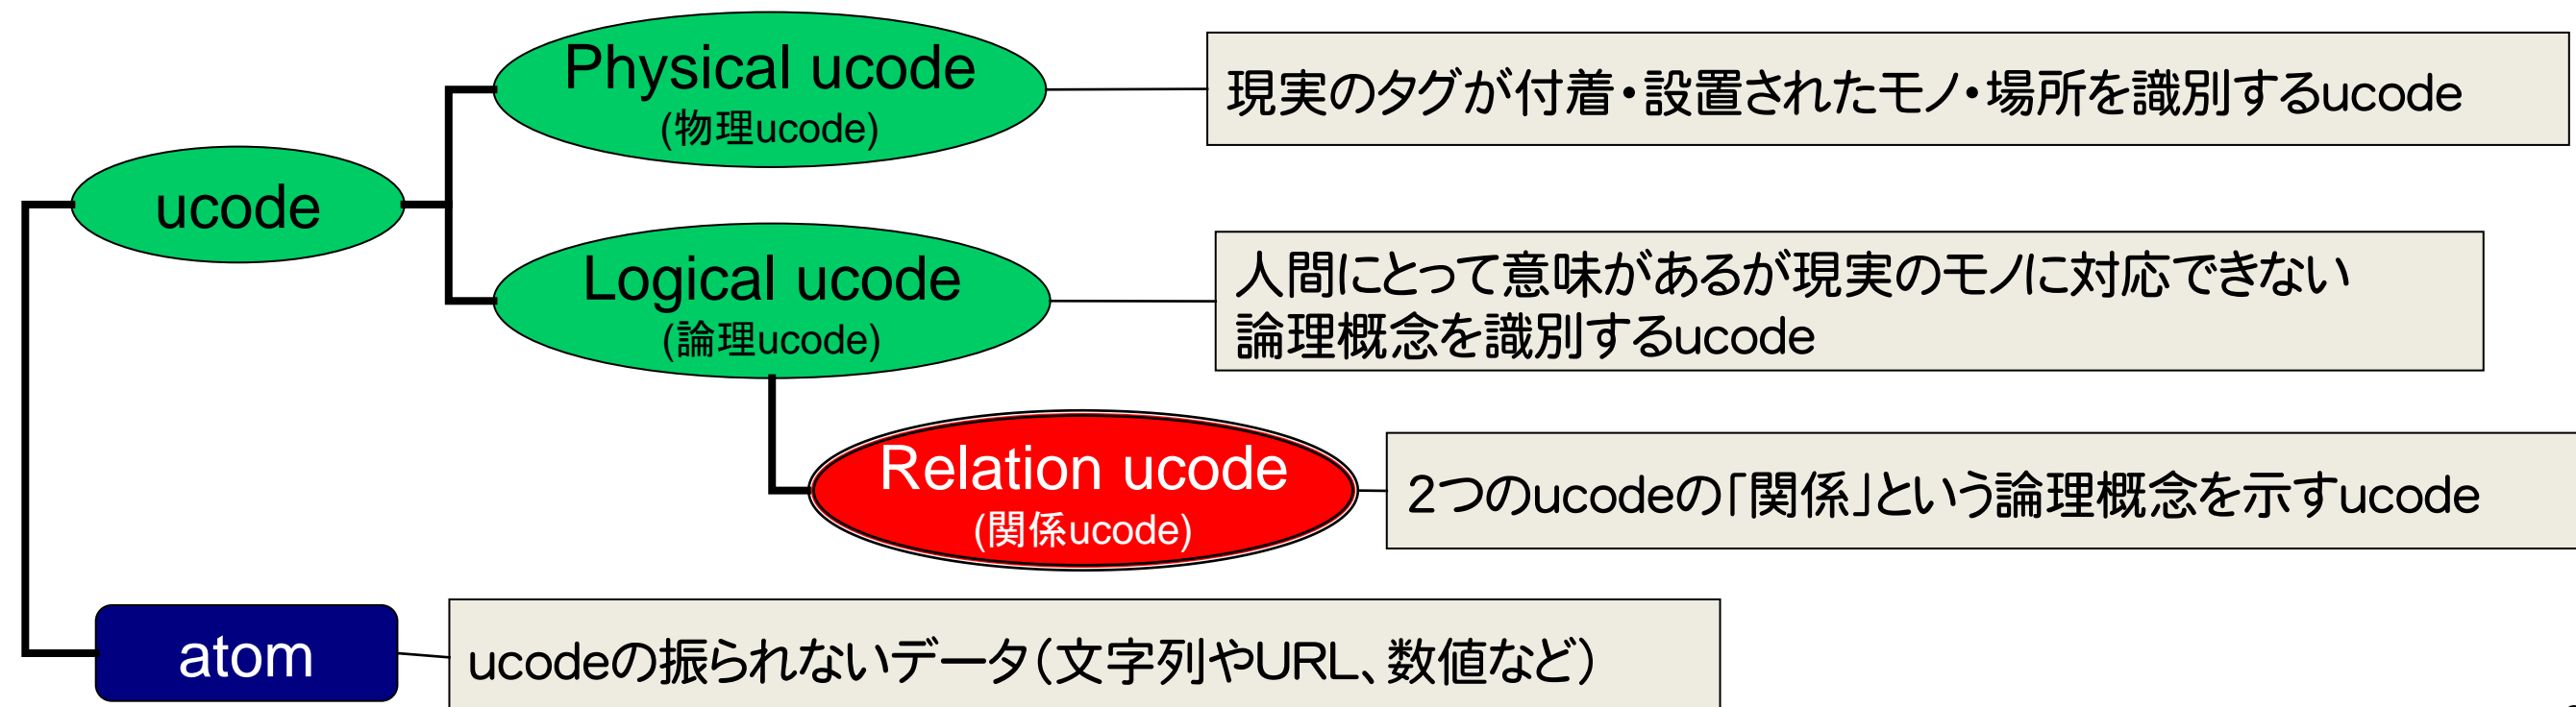 Physical ucode
(物理ucode)
現実のタグが付着・設置されたモノ・場所を識別するucode
ucode
Logical ucode
(論理ucode)
人間にとって意味があるが現実のモノに対応できない
論理概念を識別するucode
Relation ucode
(関係ucode)
2つのucodeの「関係」という論理概念を示すucode
atom
ucodeの振られないデータ（文字列やURL、数値など）